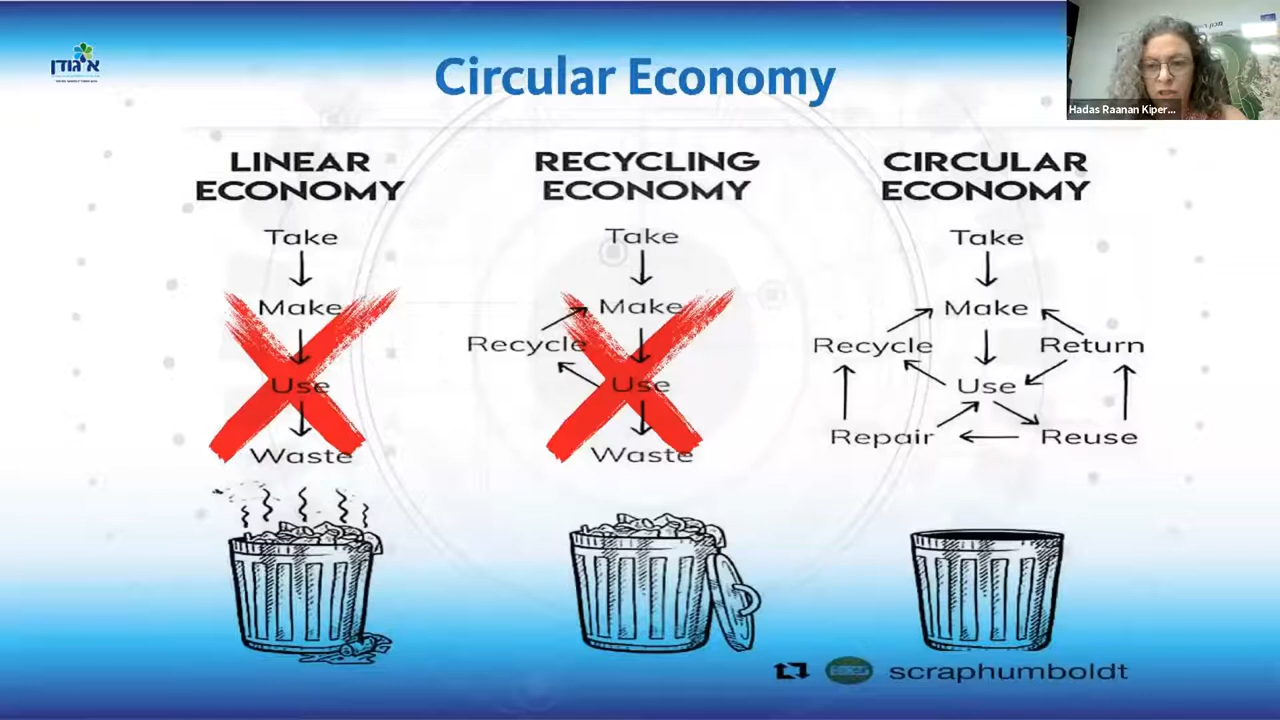 איגודן
Circular Economy
Hadas Raanan Kiper...
LINEAR
ECONOMY
Take
Make
Use
Waste
RECYCLING
ECONOMY
Take
Make
Recycle
Use
Waste
CIRCULAR
ECONOMY
Take
Make
Recycle
Return
Use
Repair
Reuse
scraphumboldt